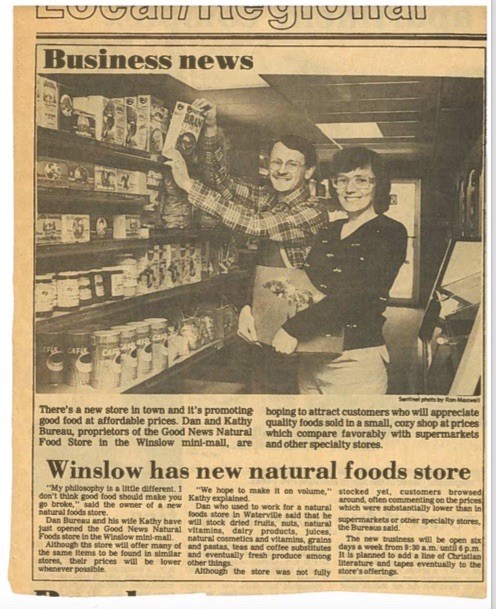 Local/Regional
Business news
BRAN
CAFIX
CAFIX
CAFIX
Sentinel photo by Ron Maxwell
There's a new store in town and it's promoting
good food at affordable prices. Dan and Kathy
Bureau, proprietors of the Good News Natural
Food Store in the Winslow mini-mall, are
hoping to attract customers who will appreciate
quality foods sold in a small, cozy shop at prices
which compare favorably with supermarkets
and other specialty stores.
Winslow has new natural foods store
"My philosophy is a little different. I
don't think good food should make you
go broke," said the owner of a new
natural foods store.
Dan Bureau and his wife Kathy have
just opened the Good News Natural
Foods store in the Winslow mini-mall.
Although the store will offer many of
the same items to be found in similar
stores, their prices will be lower
whenever possible.
"We hope to make it on volume,"
Kathy explained.
Dan who used to work for a natural
foods store in Waterville said that he
will stock dried fruits, nuts, natural
vitamins, dairy products, juices,
natural cosmetics and vitamins, grains
and pastas, teas and coffee substitutes
and eventually fresh produce among
other things.
Although the store was not fully
stocked yet, customers browsed
around, often commenting on the prices
which were substantially lower than in
supermarkets or other specialty stores,
the Bureaus said.
The new business will be open six
days a week from 9:30 a.m. until 6 p.m.
It is planned to add a line of Christian
literature and tapes eventually to the
store's offerings.